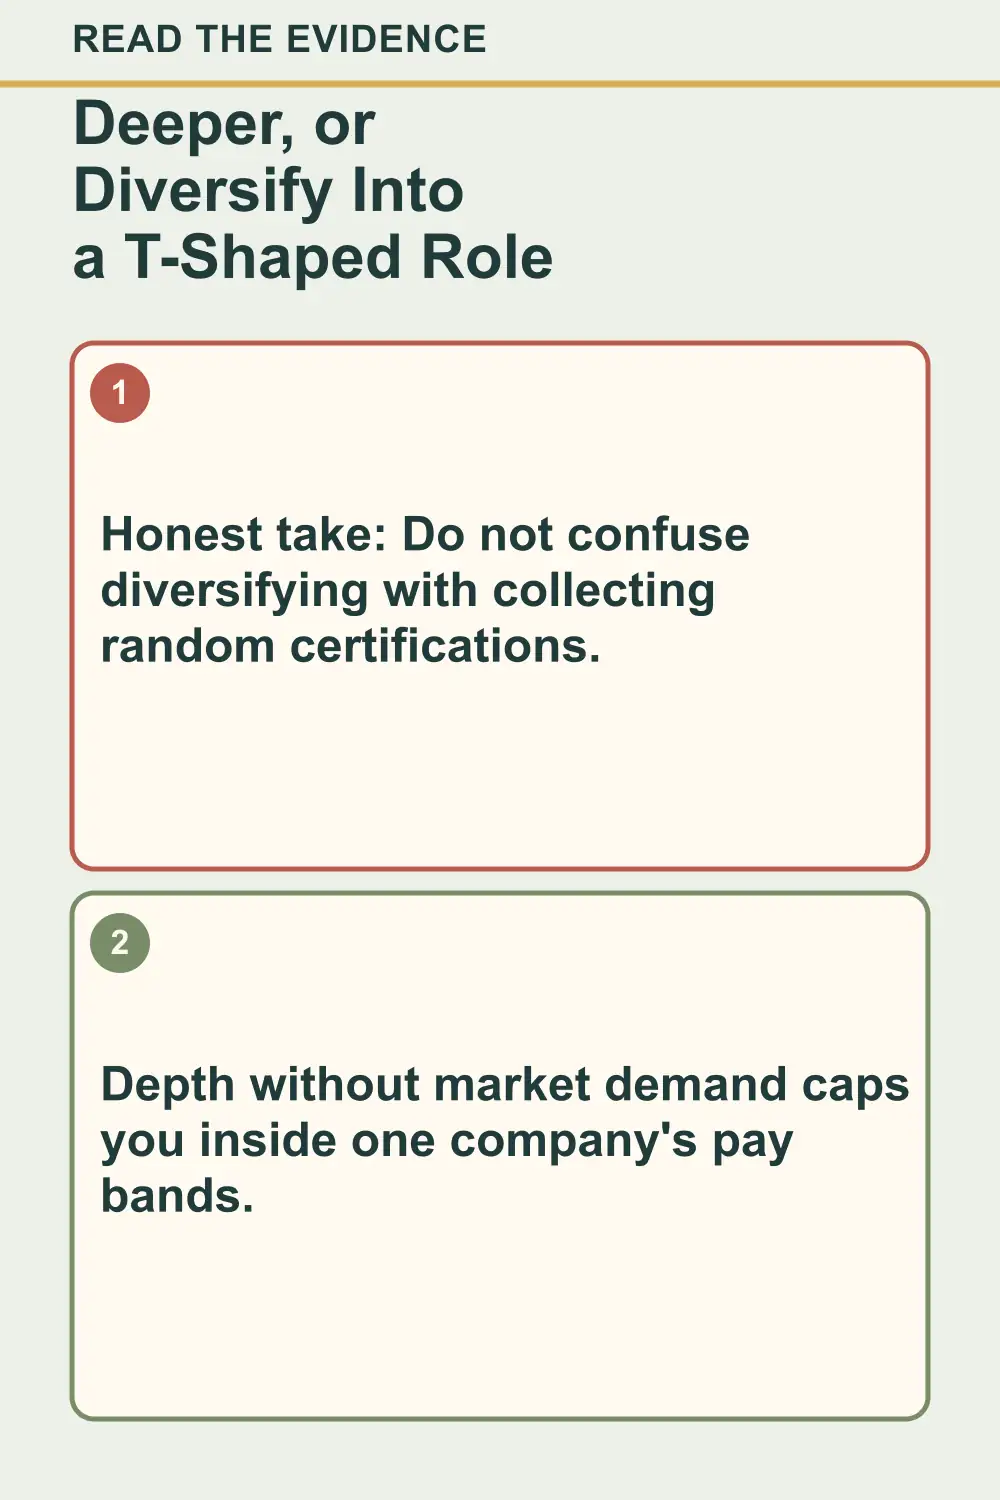 READ THE EVIDENCE
Deeper, or
Diversify Into
a T-Shaped Role
1
Honest take: Do not confuse
diversifying with collecting
random certifications.
2
Depth without market demand caps
you inside one company's pay
bands.